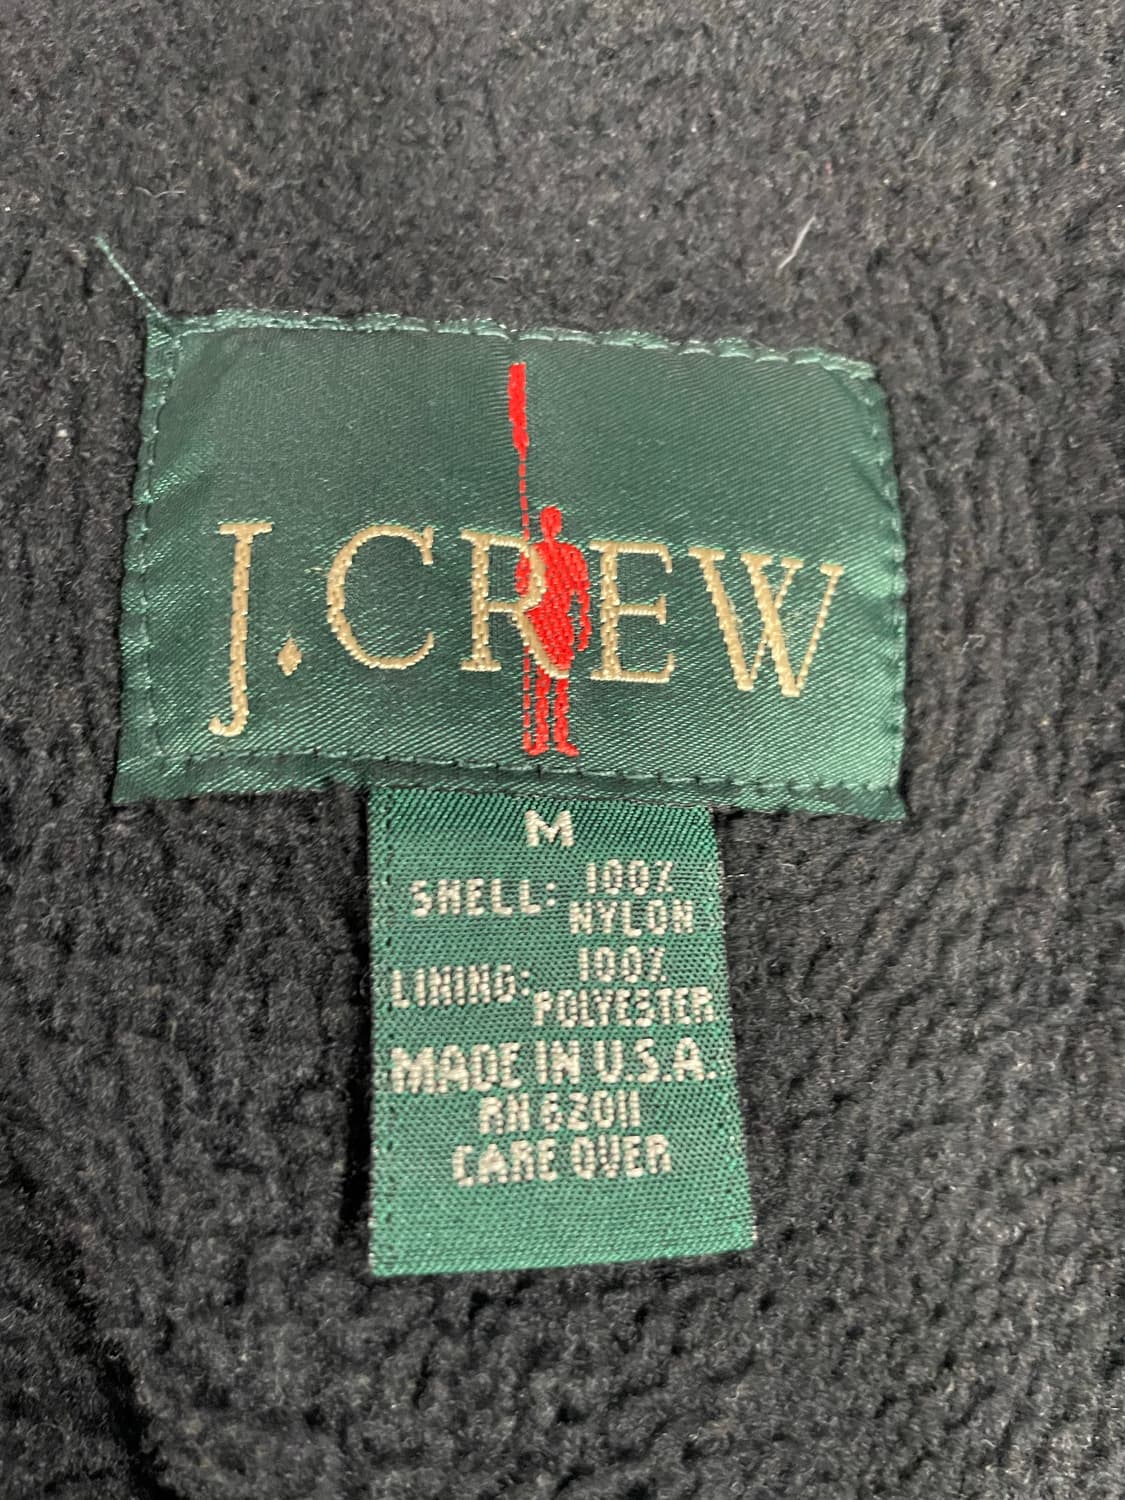 J.CREW
M
SHELL: 100% NYLON
LINING: 100% POLYESTER
MADE IN U.S.A.
RN 62011
CARE OVER